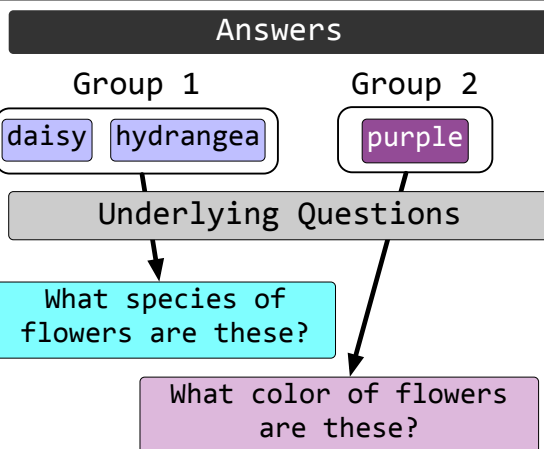 Answers
Group 1 Group 2
daisy hydrangea purple
Underlying Questions
What species of
flowers are these?
What color of flowers
are these?